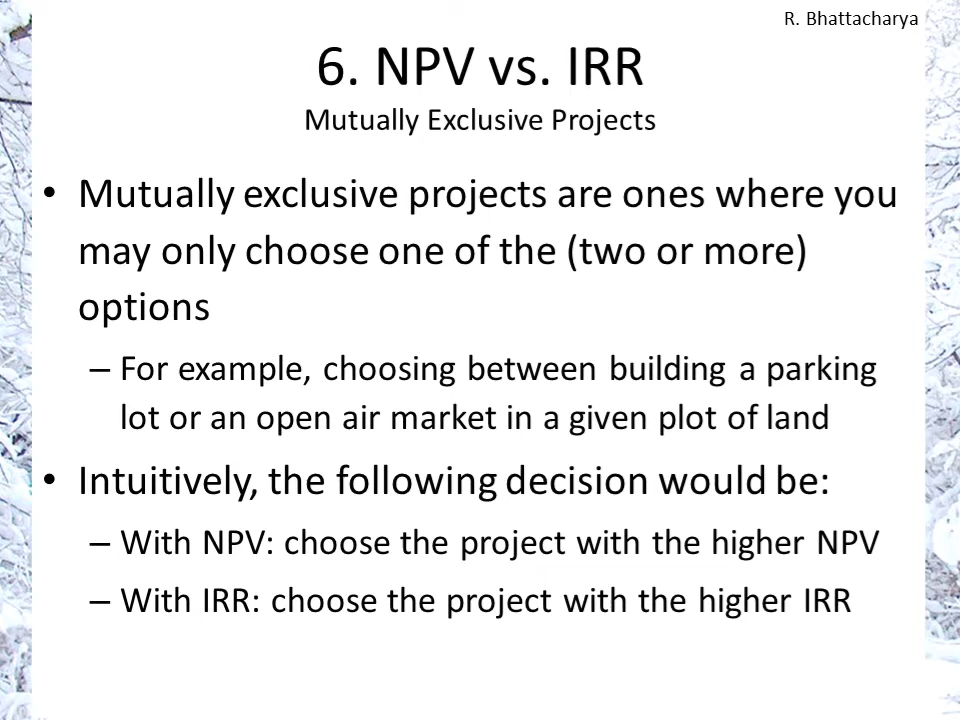 R. Bhattacharya
6. NPV vs. IRR
Mutually Exclusive Projects
• Mutually exclusive projects are ones where you
may only choose one of the (two or more)
options
– For example, choosing between building a parking
lot or an open air market in a given plot of land
• Intuitively, the following decision would be:
– With NPV: choose the project with the higher NPV
– With IRR: choose the project with the higher IRR